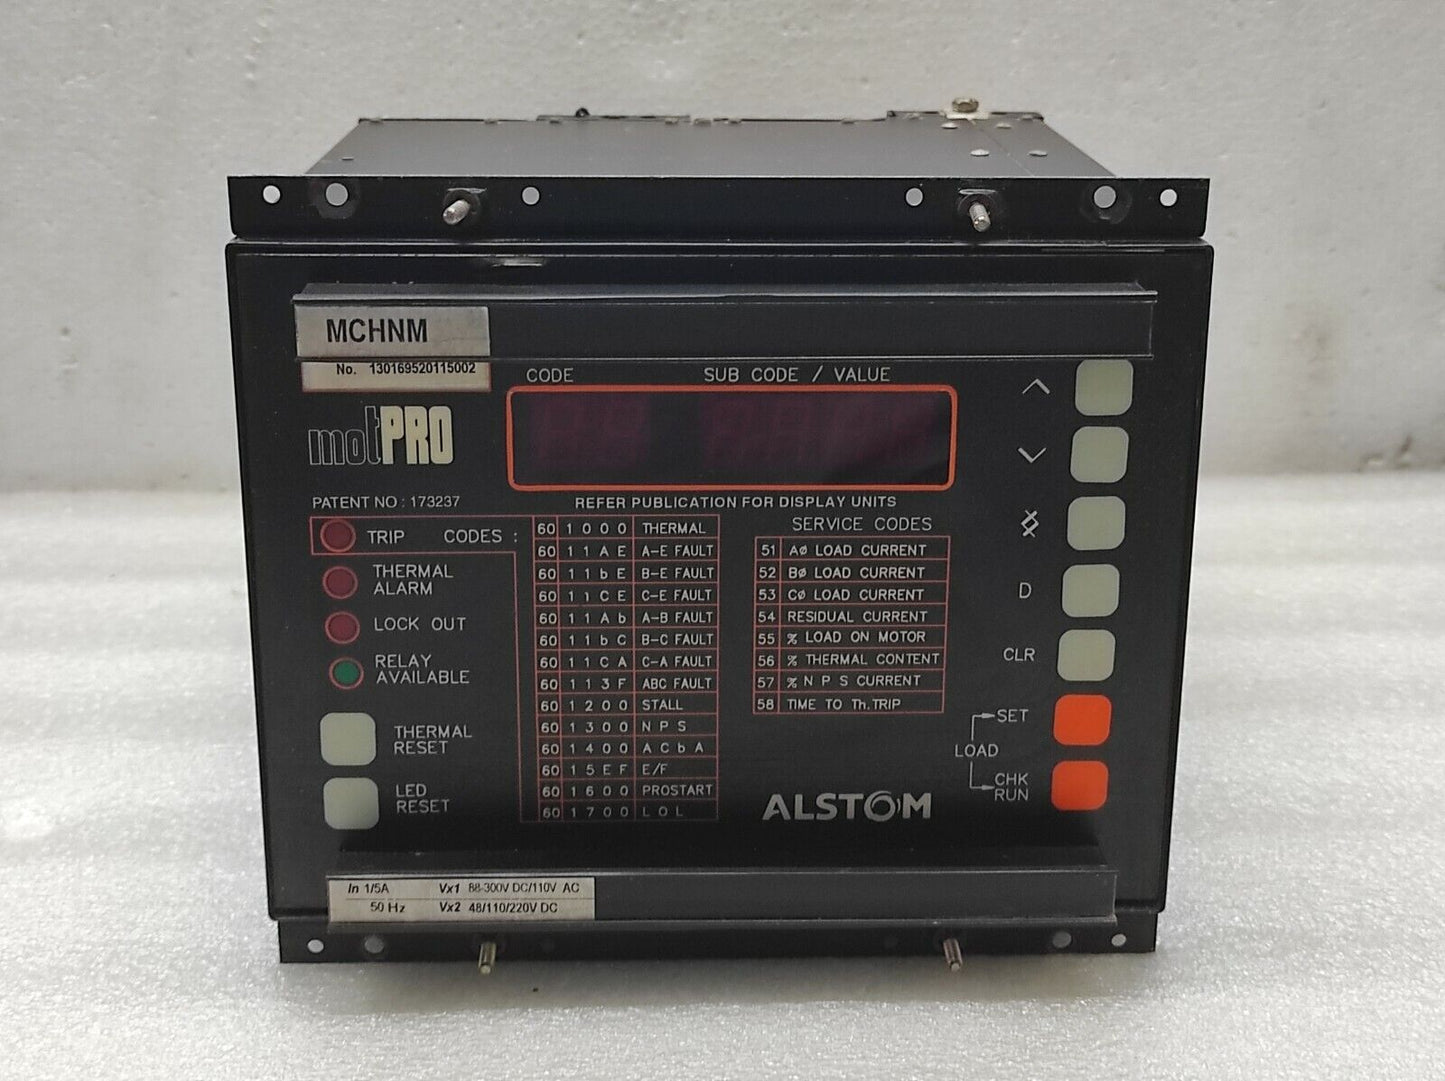 MCHNM
No. 130169520115002
CODE SUB CODE / VALUE
motPRO
PATENT NO : 173237
REFER PUBLICATION FOR DISPLAY UNITS
TRIP CODES :
THERMAL
ALARM
LOCK OUT
RELAY
AVAILABLE
THERMAL
RESET
LED
RESET
60 1 0 0 0 THERMAL
60 1 1 A E A-E FAULT
60 1 1 b E B-E FAULT
60 1 1 C E C-E FAULT
60 1 1 A b A-B FAULT
60 1 1 b C B-C FAULT
60 1 1 C A C-A FAULT
60 1 1 3 F ABC FAULT
60 1 2 0 0 STALL
60 1 3 0 0 N P S
60 1 4 0 0 A C b A
60 1 5 E F E/F
60 1 6 0 0 PROSTART
60 1 7 0 0 L O L
SERVICE CODES
51 AØ LOAD CURRENT
52 BØ LOAD CURRENT
53 CØ LOAD CURRENT
54 RESIDUAL CURRENT
55 % LOAD ON MOTOR
56 % THERMAL CONTENT
57 % N P S CURRENT
58 TIME TO Th.TRIP
D
CLR
SET
LOAD
CHK
RUN
ALSTOM
In 1/5A Vx1 88-300V DC/110V AC
50 Hz Vx2 48/110/220V DC